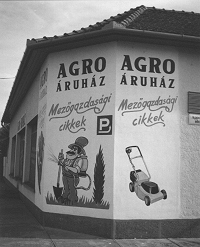 AGRO
ÁRUHÁZ
Mezőgazdasági
cikkek
P
AGRO
ÁRUHÁZ
Mezőgazdasági
cikkek